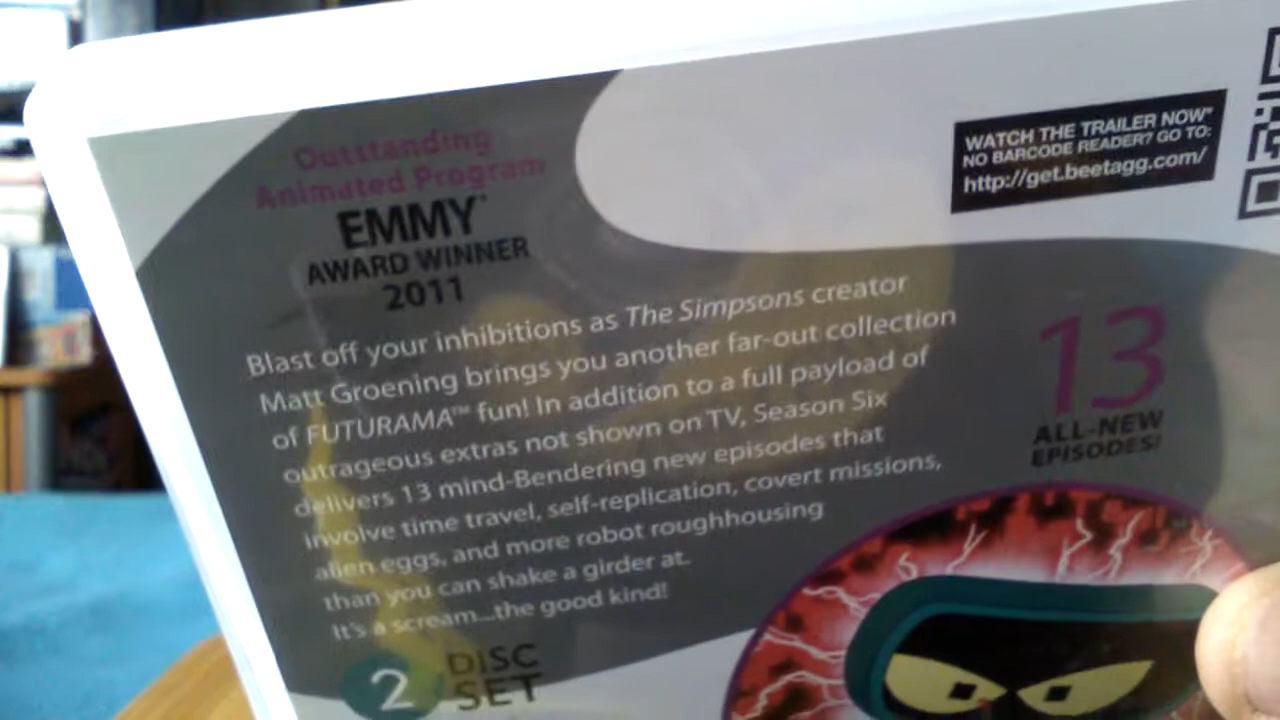 Outstanding
Animated Program
EMMY®
AWARD WINNER
2011
WATCH THE TRAILER NOW*
NO BARCODE READER? GO TO:
http://get.beetagg.com/
Blast off your inhibitions as The Simpsons creator
Matt Groening brings you another far-out collection
of FUTURAMA™ fun! In addition to a full payload of
outrageous extras not shown on TV, Season Six
delivers 13 mind-Bendering new episodes that
involve time travel, self-replication, covert missions,
alien eggs, and more robot roughhousing
than you can shake a girder at.
It's a scream...the good kind!
13
ALL-NEW
EPISODES!
2 DISC
SET